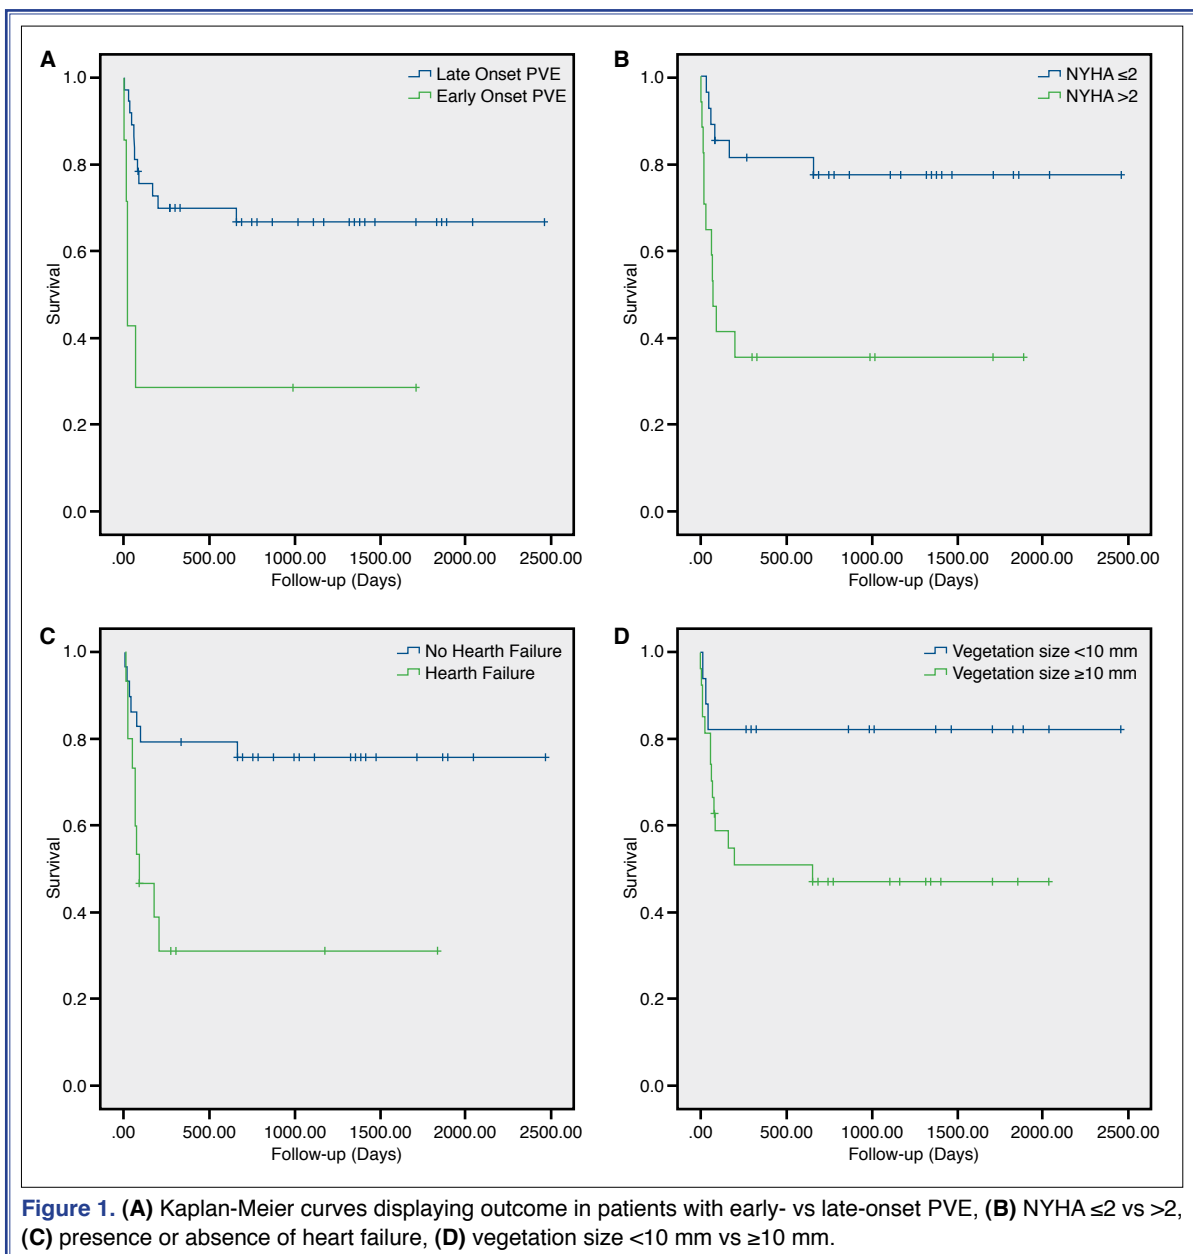 A
Late Onset PVE
Early Onset PVE
1.0
0.8
0.6
0.4
0.2
0.0
Survival
.00 500.00 1000.00 1500.00 2000.00 2500.00
Follow-up (Days)
B
NYHA ≤2
NYHA >2
1.0
0.8
0.6
0.4
0.2
0.0
Survival
.00 500.00 1000.00 1500.00 2000.00 2500.00
Follow-up (Days)
C
No Hearth Failure
Hearth Failure
1.0
0.8
0.6
0.4
0.2
0.0
Survival
.00 500.00 1000.00 1500.00 2000.00 2500.00
Follow-up (Days)
D
Vegetation size <10 mm
Vegetation size ≥10 mm
1.0
0.8
0.6
0.4
0.2
0.0
Survival
.00 500.00 1000.00 1500.00 2000.00 2500.00
Follow-up (Days)
Figure 1. (A) Kaplan-Meier curves displaying outcome in patients with early- vs late-onset PVE, (B) NYHA ≤2 vs >2,
(C) presence or absence of heart failure, (D) vegetation size <10 mm vs ≥10 mm.